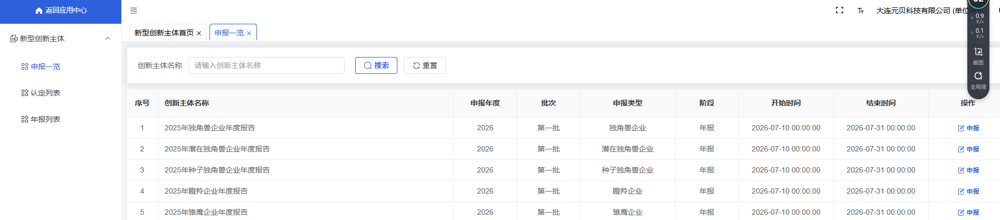 返回应用中心
大连元贝科技有限公司 (单位
0.9
K/s
0.1
K/s
截图
全局搜
新型创新主体
申报一览
认定列表
年报列表
新型创新主体首页 ×
申报一览 ×
创新主体名称 请输入创新主体名称 搜索 重置
序号 创新主体名称 申报年度 批次 申报类型 阶段 开始时间 结束时间 操作
1 2025年独角兽企业年度报告 2026 第一批 独角兽企业 年报 2026-07-10 00:00:00 2026-07-31 00:00:00 申报
2 2025年潜在独角兽企业年度报告 2026 第一批 潜在独角兽企业 年报 2026-07-10 00:00:00 2026-07-31 00:00:00 申报
3 2025年种子独角兽企业年度报告 2026 第一批 种子独角兽企业 年报 2026-07-10 00:00:00 2026-07-31 00:00:00 申报
4 2025年瞪羚企业年度报告 2026 第一批 瞪羚企业 年报 2026-07-10 00:00:00 2026-07-31 00:00:00 申报
5 2025年雏鹰企业年度报告 2026 第一批 雏鹰企业 年报 2026-07-10 00:00:00 2026-07-31 00:00:00 申报